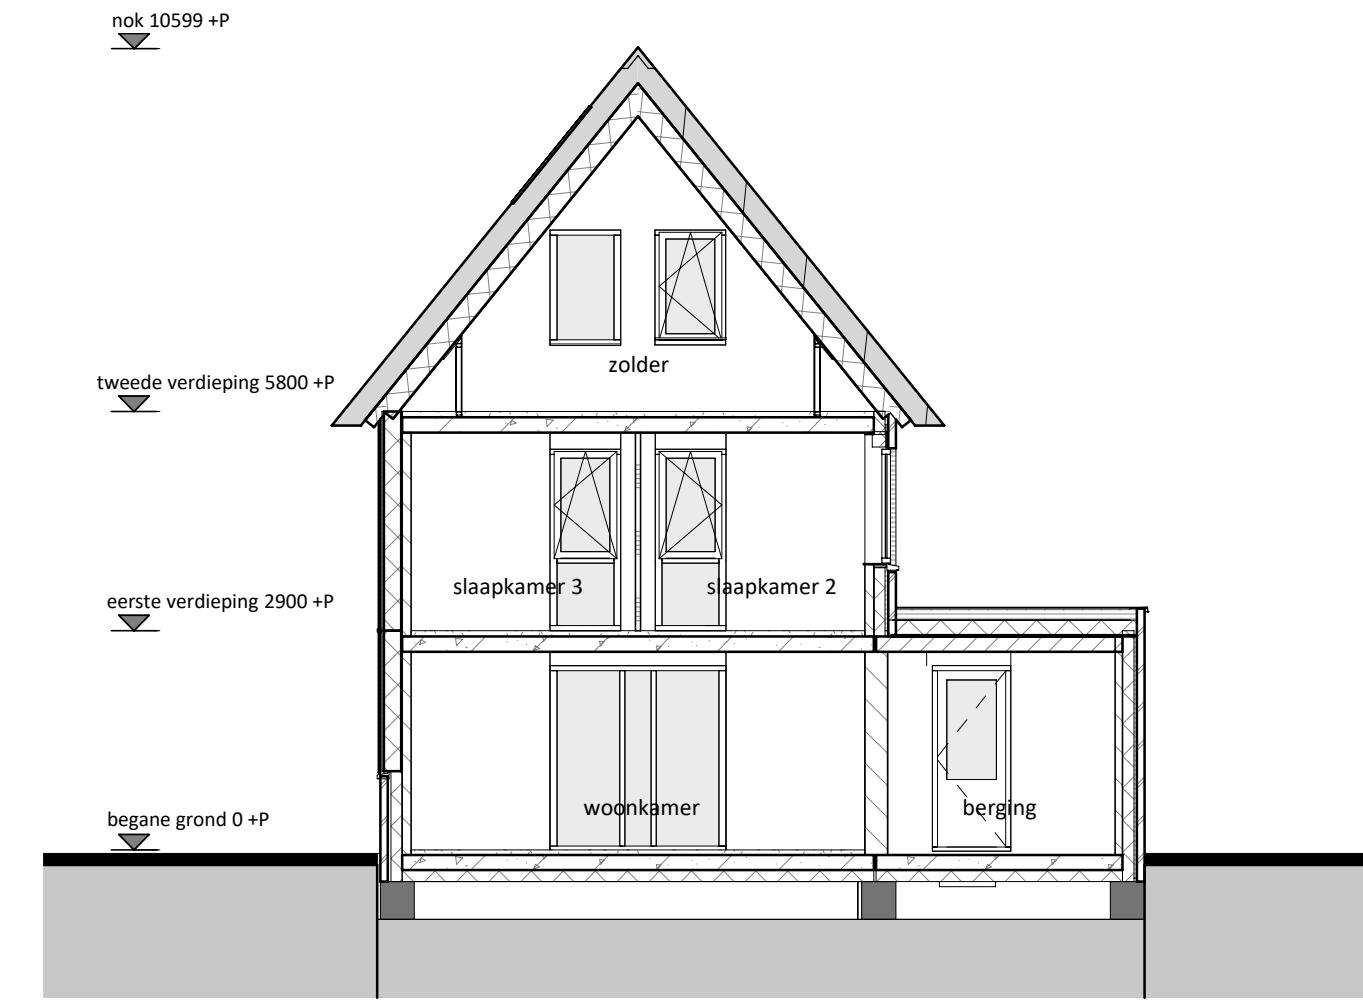 nok 10599 +P
zolder
tweede verdieping 5800 +P
slaapkamer 3
slaapkamer 2
eerste verdieping 2900 +P
woonkamer
berging
begane grond 0 +P